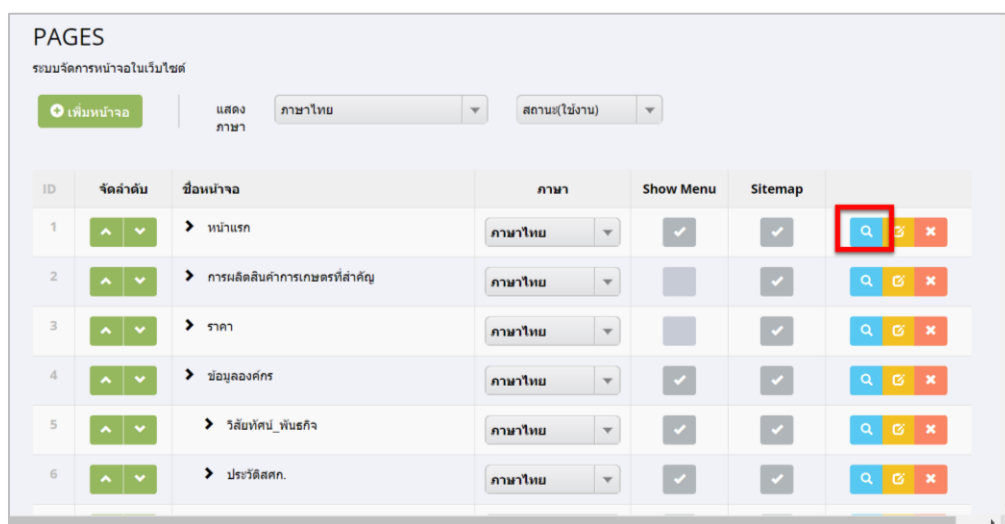 PAGES
ระบบจัดการหน้าจอในเว็บไซต์
เพิ่มหน้าจอ
แสดง
ภาษา
ภาษาไทย
สถานะ(ใช้งาน)
ID จัดลำดับ ชื่อหน้าจอ ภาษา Show Menu Sitemap
1 หน้าแรก ภาษาไทย
2 การผลิตสินค้าการเกษตรที่สำคัญ ภาษาไทย
3 ราคา ภาษาไทย
4 ข้อมูลองค์กร ภาษาไทย
5 วิสัยทัศน์_พันธกิจ ภาษาไทย
6 ประวัติสศก. ภาษาไทย